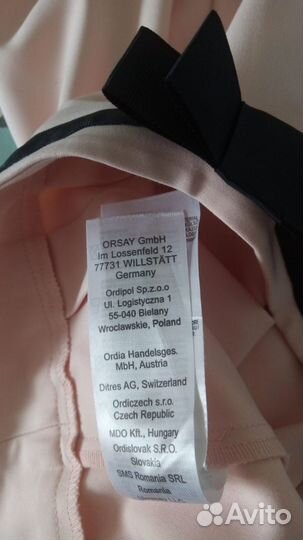 ORSAY GmbH
Im Lossenfeld 12
77731 WILLSTÄTT
Germany
Ordipol Sp.z.o.o
Ul. Logistyczna 1
55-040 Bielany
Wroclawskie, Poland
Ordia Handelsges.
MbH, Austria
Ditres AG, Switzerland
Ordiczech s.r.o
Czech Republic
MDO Kft., Hungary
Ordislovak S.R.O.
Slovakia
SMS Romania SRL
Romania
Avito